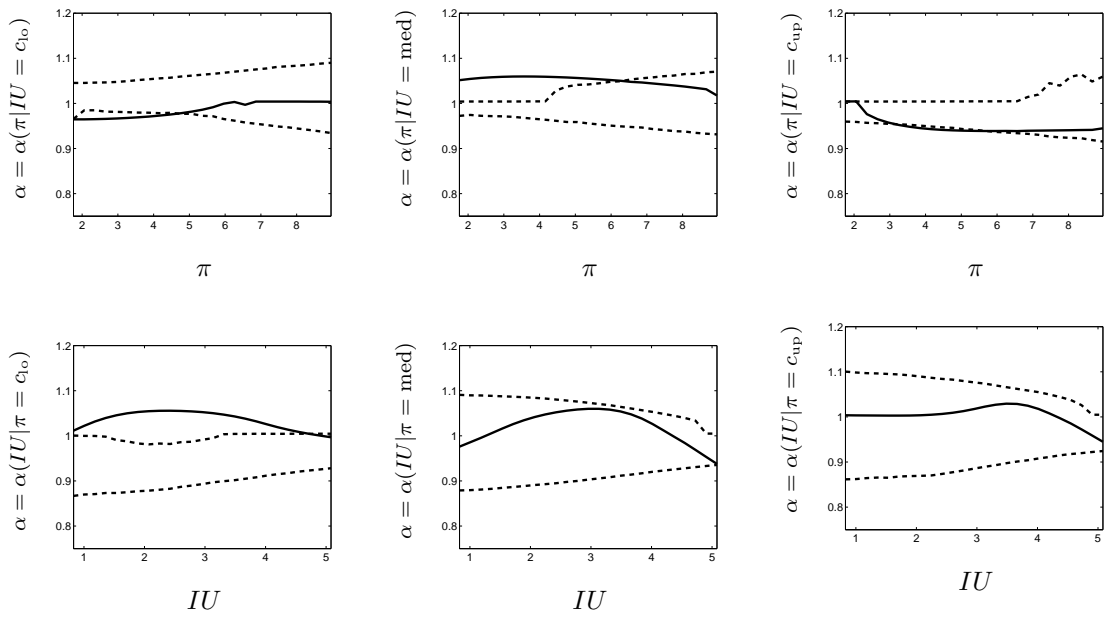 α = α(π|IU = c_lo)
1.2
1.1
1
0.9
0.8
2 3 4 5 6 7 8
π
α = α(π|IU = med)
1.2
1.1
1
0.9
0.8
2 3 4 5 6 7 8
π
α = α(π|IU = c_up)
1.2
1.1
1
0.9
0.8
2 3 4 5 6 7 8
π
α = α(IU|π = c_lo)
1.2
1.1
1
0.9
0.8
1 2 3 4 5
IU
α = α(IU|π = med)
1.2
1.1
1
0.9
0.8
1 2 3 4 5
IU
α = α(IU|π = c_up)
1.2
1.1
1
0.9
0.8
1 2 3 4 5
IU